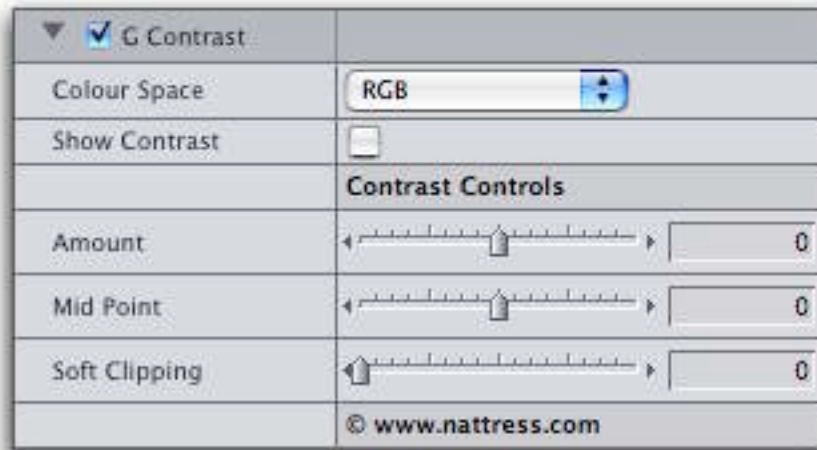 G Contrast
Colour Space RGB
Show Contrast
Contrast Controls
Amount 0
Mid Point 0
Soft Clipping 0
© www.nattress.com